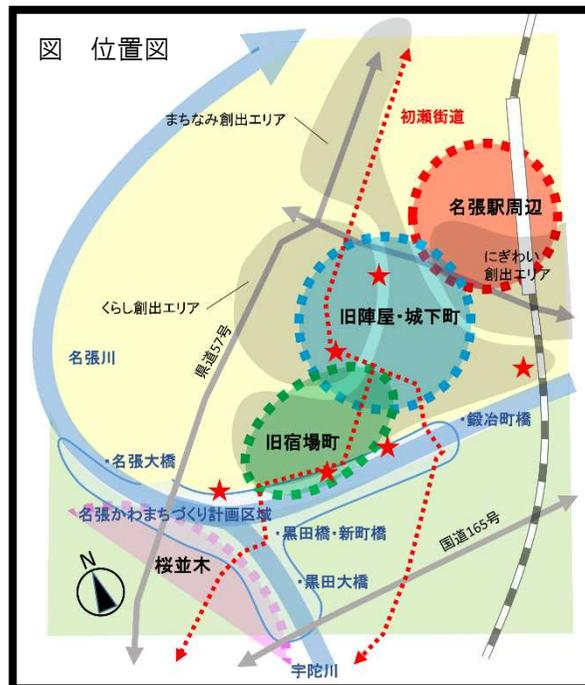 図　位置図
まちなみ創出エリア
初瀬街道
名張駅周辺
にぎわい
創出エリア
くらし創出エリア
旧陣屋・城下町
名張川
県道57号
旧宿場町
・鍛冶町橋
・名張大橋
名張かわまちづくり計画区域
・黒田橋・新町橋
国道165号
桜並木
・黒田大橋
N
宇陀川